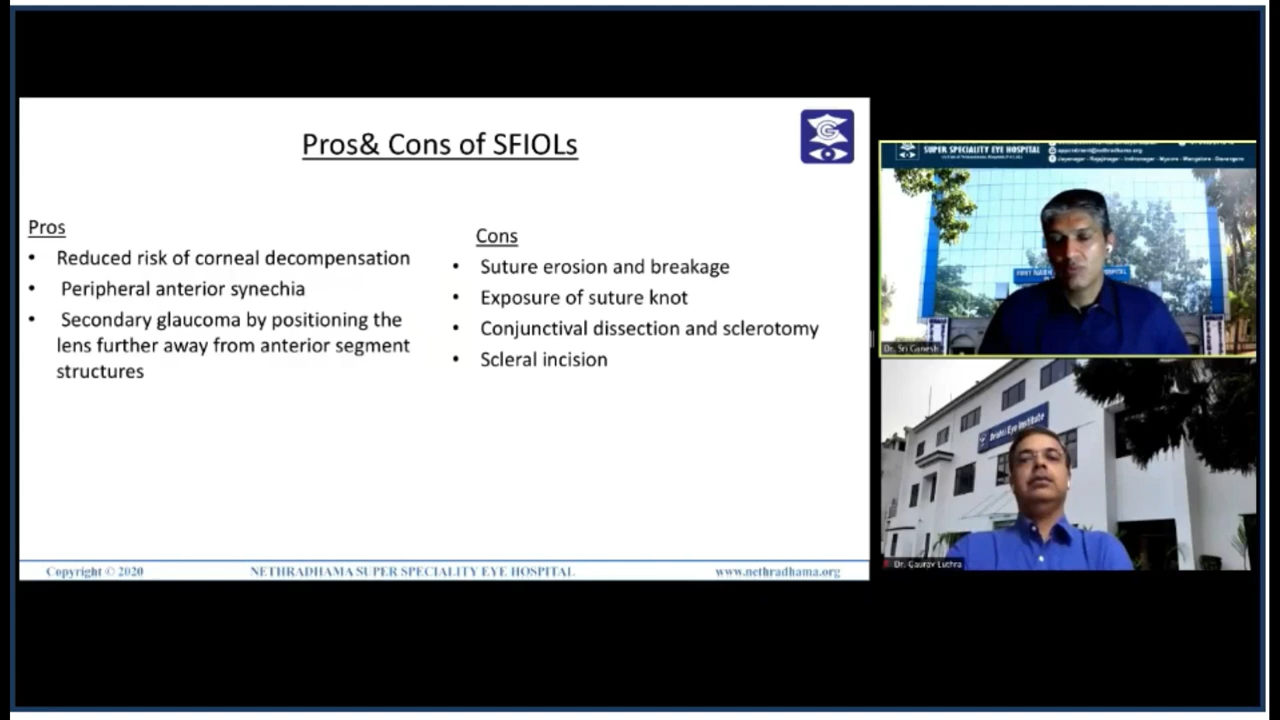 Pros& Cons of SFIOLs
Pros
• Reduced risk of corneal decompensation
• Peripheral anterior synechia
• Secondary glaucoma by positioning the
lens further away from anterior segment
structures
Cons
• Suture erosion and breakage
• Exposure of suture knot
• Conjunctival dissection and sclerotomy
• Scleral incision
Copyright © 2020
NETHRADHAMA SUPER SPECIALITY EYE HOSPITAL
www.nethradhama.org
SUPER SPECIALITY EYE HOSPITAL
Dr. Sri Ganesh
Drishti Eye Institute
Dr. Gaurav Luthra